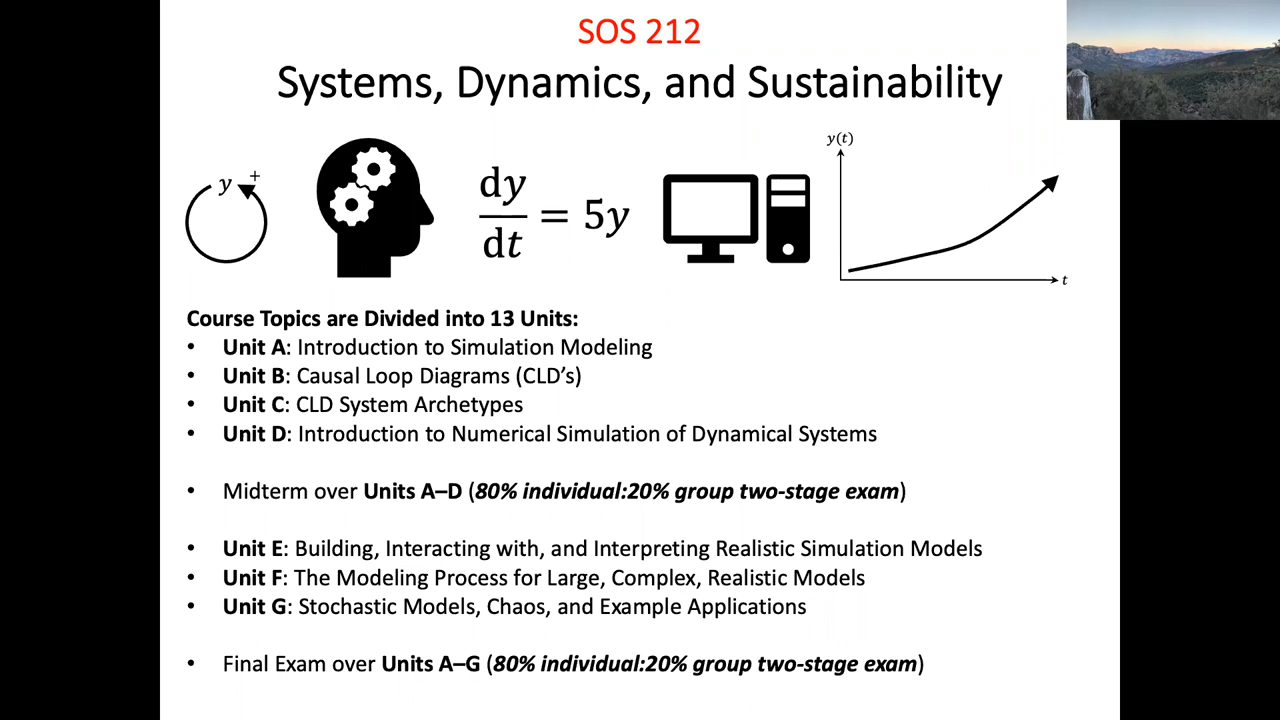 SOS 212
Systems, Dynamics, and Sustainability
y +
dy/dt = 5y
y(t)
t
Course Topics are Divided into 13 Units:
• Unit A: Introduction to Simulation Modeling
• Unit B: Causal Loop Diagrams (CLD’s)
• Unit C: CLD System Archetypes
• Unit D: Introduction to Numerical Simulation of Dynamical Systems
• Midterm over Units A–D (80% individual:20% group two-stage exam)
• Unit E: Building, Interacting with, and Interpreting Realistic Simulation Models
• Unit F: The Modeling Process for Large, Complex, Realistic Models
• Unit G: Stochastic Models, Chaos, and Example Applications
• Final Exam over Units A–G (80% individual:20% group two-stage exam)